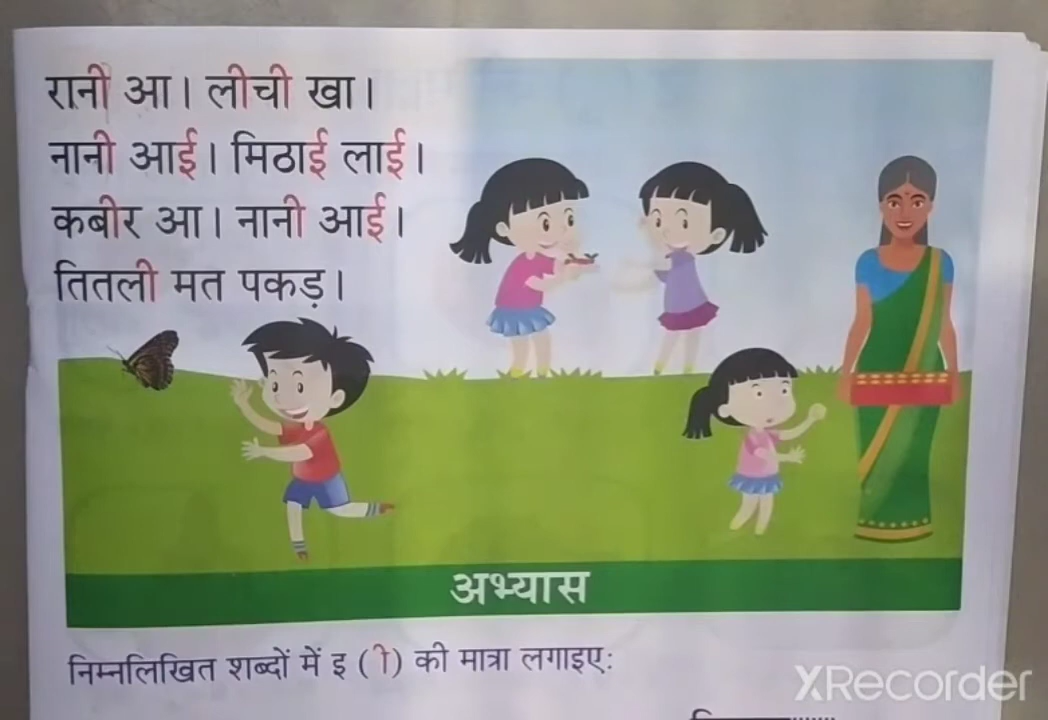 रानी आ। लीची खा।
नानी आई। मिठाई लाई।
कबीर आ। नानी आई।
तितली मत पकड़।
अभ्यास
निम्नलिखित शब्दों में इ (ी) की मात्रा लगाइए:
XRecorder